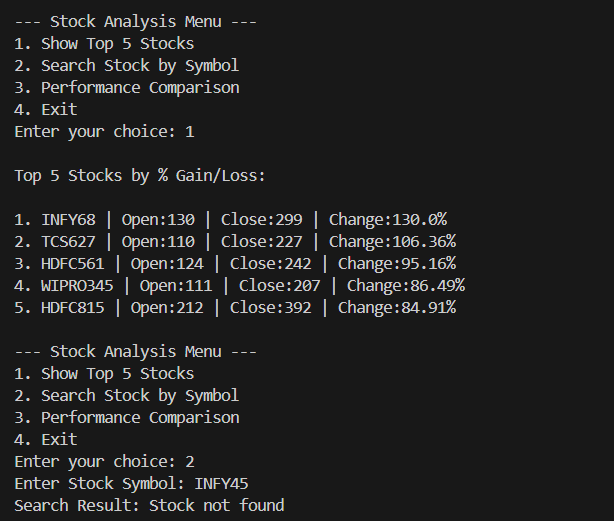 --- Stock Analysis Menu ---
1. Show Top 5 Stocks
2. Search Stock by Symbol
3. Performance Comparison
4. Exit
Enter your choice: 1
Top 5 Stocks by % Gain/Loss:
1. INFY68 | Open:130 | Close:299 | Change:130.0%
2. TCS627 | Open:110 | Close:227 | Change:106.36%
3. HDFC561 | Open:124 | Close:242 | Change:95.16%
4. WIPRO345 | Open:111 | Close:207 | Change:86.49%
5. HDFC815 | Open:212 | Close:392 | Change:84.91%
--- Stock Analysis Menu ---
1. Show Top 5 Stocks
2. Search Stock by Symbol
3. Performance Comparison
4. Exit
Enter your choice: 2
Enter Stock Symbol: INFY45
Search Result: Stock not found